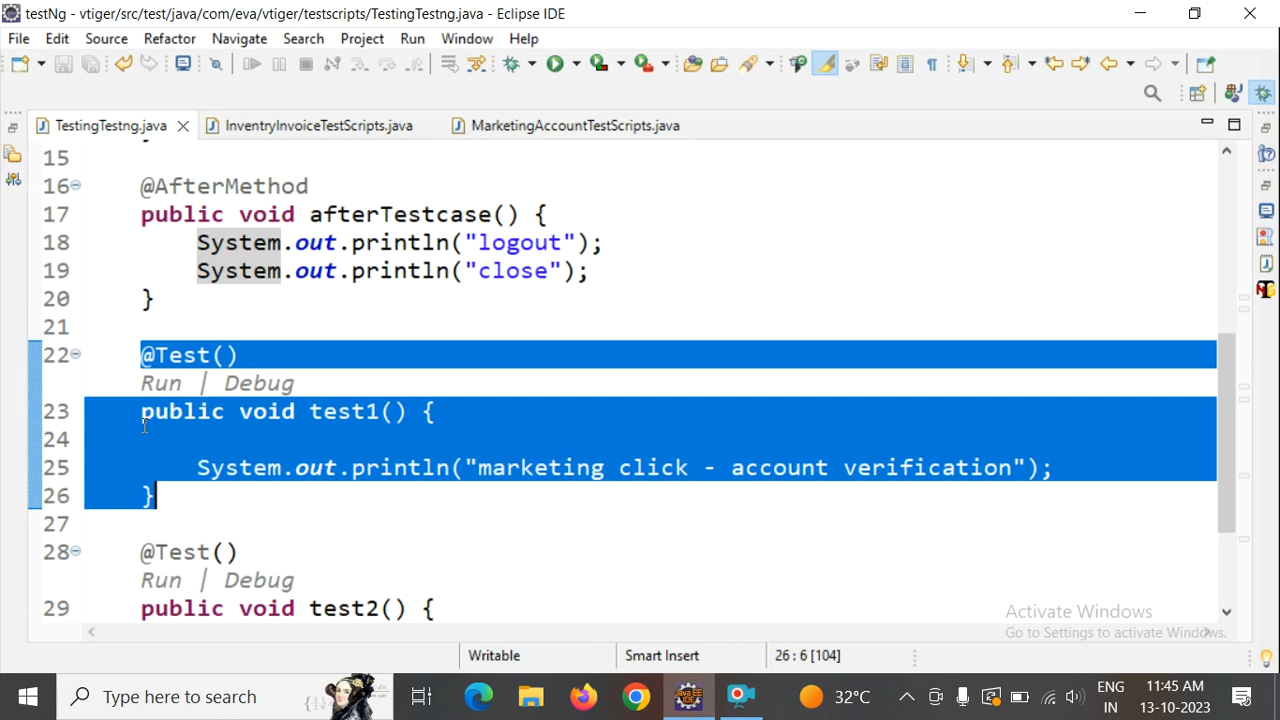 testNg - vtiger/src/test/java/com/eva/vtiger/testscripts/TestingTestng.java - Eclipse IDE
File Edit Source Refactor Navigate Search Project Run Window Help
TestingTestng.java InventryInvoiceTestScripts.java MarketingAccountTestScripts.java
15
16 @AfterMethod
17 public void afterTestcase() {
18 System.out.println("logout");
19 System.out.println("close");
20 }
21
22 @Test()
Run | Debug
23 public void test1() {
24
25 System.out.println("marketing click - account verification");
26 }
27
28 @Test()
Run | Debug
29 public void test2() {
Activate Windows
Go to Settings to activate Windows.
Writable Smart Insert 26 : 6 [104]
Type here to search 32°C ENG 11:45 AM
IN 13-10-2023